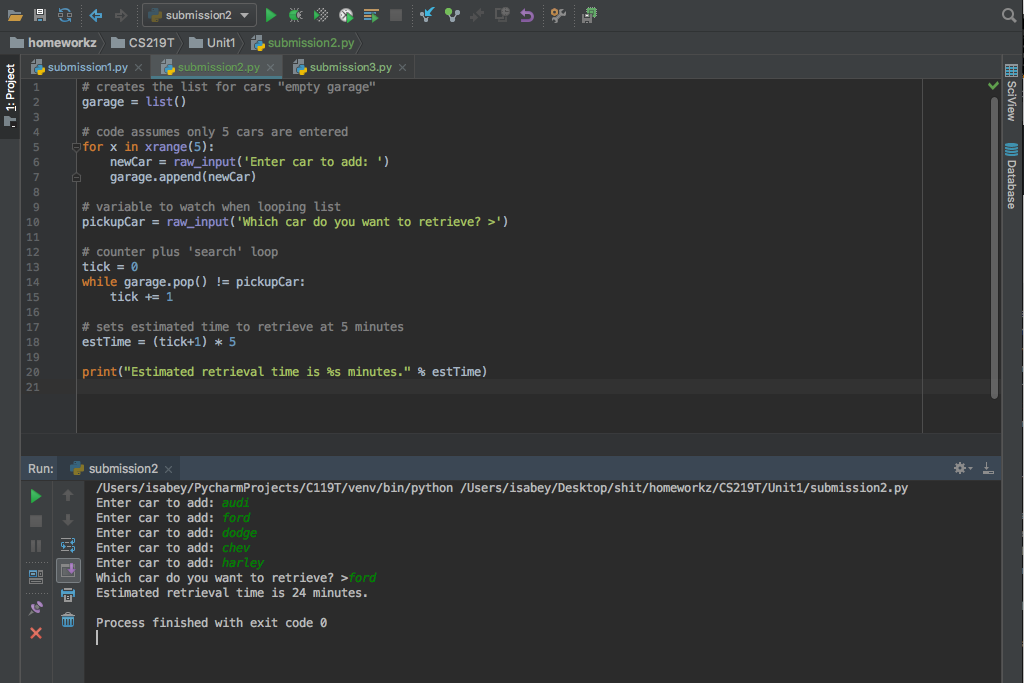 submission2
homeworkz CS219T Unit1 submission2.py
submission1.py submission2.py submission3.py
1: Project
SciView
Database
1 # creates the list for cars "empty garage"
2 garage = list()
3
4 # code assumes only 5 cars are entered
5 for x in xrange(5):
6     newCar = raw_input('Enter car to add: ')
7     garage.append(newCar)
8
9 # variable to watch when looping list
10 pickupCar = raw_input('Which car do you want to retrieve? >')
11
12 # counter plus 'search' loop
13 tick = 0
14 while garage.pop() != pickupCar:
15     tick += 1
16
17 # sets estimated time to retrieve at 5 minutes
18 estTime = (tick+1) * 5
19
20 print("Estimated retrieval time is %s minutes." % estTime)
21
Run: submission2
/Users/isabey/PycharmProjects/C119T/venv/bin/python /Users/isabey/Desktop/shit/homeworkz/CS219T/Unit1/submission2.py
Enter car to add: audi
Enter car to add: ford
Enter car to add: dodge
Enter car to add: chev
Enter car to add: harley
Which car do you want to retrieve? >ford
Estimated retrieval time is 24 minutes.
Process finished with exit code 0